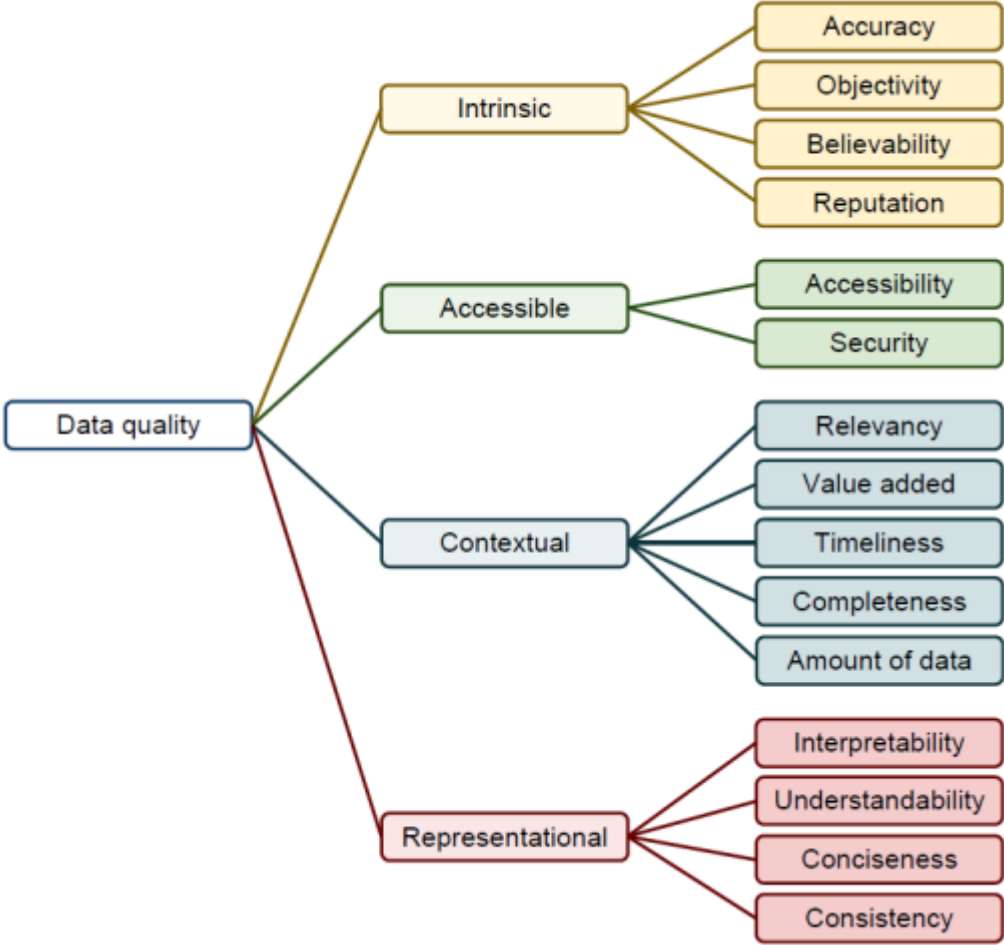 Data quality
Intrinsic
Accuracy
Objectivity
Believability
Reputation
Accessible
Accessibility
Security
Contextual
Relevancy
Value added
Timeliness
Completeness
Amount of data
Representational
Interpretability
Understandability
Conciseness
Consistency